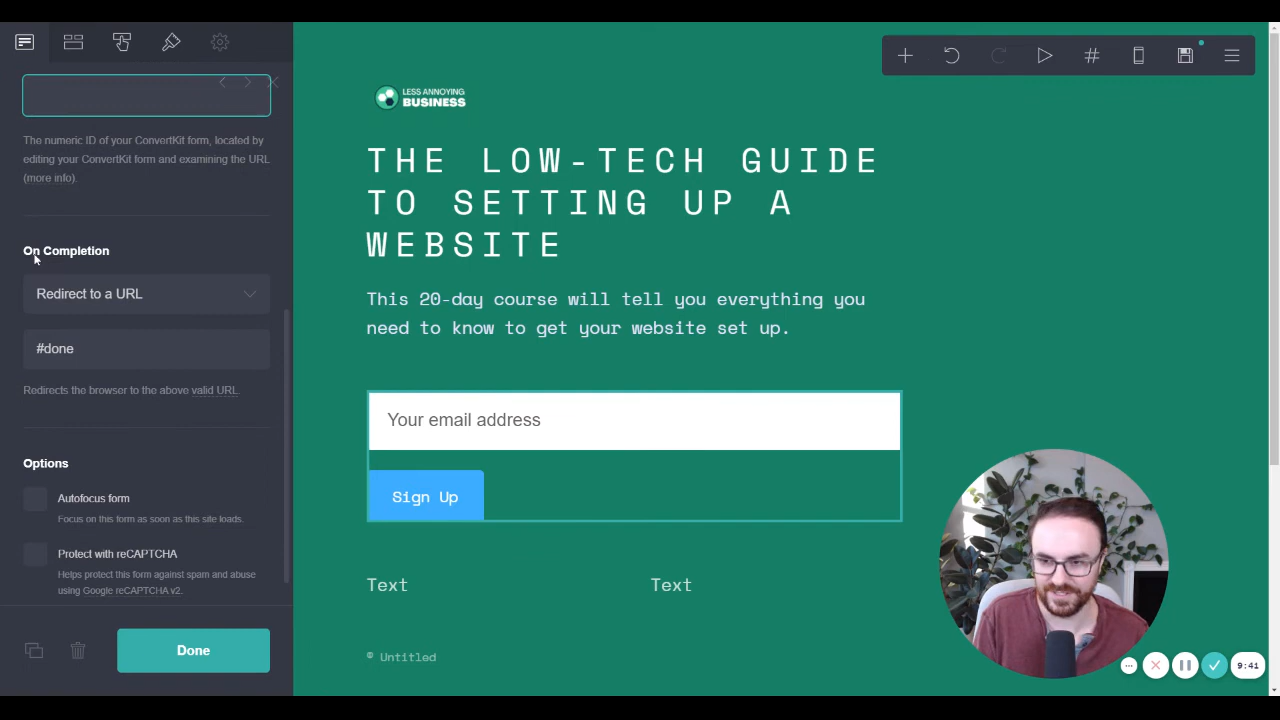 The numeric ID of your ConvertKit form, located by
editing your ConvertKit form and examining the URL
(more info).
On Completion
Redirect to a URL
#done
Redirects the browser to the above valid URL.
Options
Autofocus form
Focus on this form as soon as this site loads.
Protect with reCAPTCHA
Helps protect this form against spam and abuse
using Google reCAPTCHA v2.
Done
LESS ANNOYING
BUSINESS
THE LOW-TECH GUIDE
TO SETTING UP A
WEBSITE
This 20-day course will tell you everything you
need to know to get your website set up.
Your email address
Sign Up
Text
Text
© Untitled
9:41